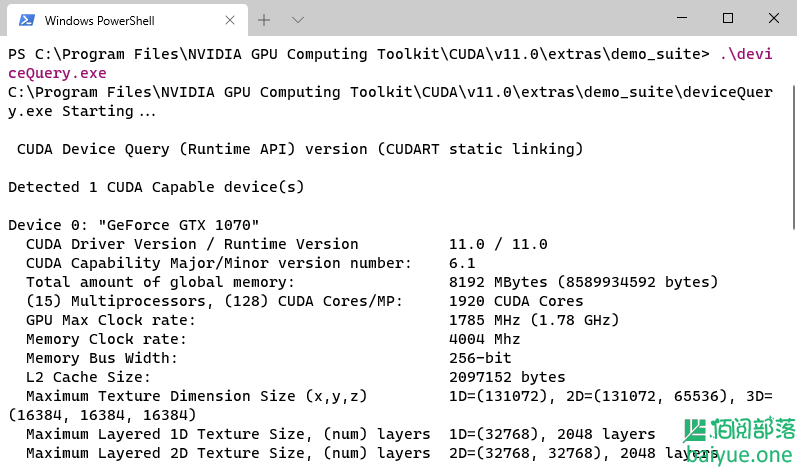 Windows PowerShell
PS C:\Program Files\NVIDIA GPU Computing Toolkit\CUDA\v11.0\extras\demo_suite> .\devi
ceQuery.exe
C:\Program Files\NVIDIA GPU Computing Toolkit\CUDA\v11.0\extras\demo_suite\deviceQuer
y.exe Starting...
CUDA Device Query (Runtime API) version (CUDART static linking)
Detected 1 CUDA Capable device(s)
Device 0: "GeForce GTX 1070"
CUDA Driver Version / Runtime Version 11.0 / 11.0
CUDA Capability Major/Minor version number: 6.1
Total amount of global memory: 8192 MBytes (8589934592 bytes)
(15) Multiprocessors, (128) CUDA Cores/MP: 1920 CUDA Cores
GPU Max Clock rate: 1785 MHz (1.78 GHz)
Memory Clock rate: 4004 Mhz
Memory Bus Width: 256-bit
L2 Cache Size: 2097152 bytes
Maximum Texture Dimension Size (x,y,z) 1D=(131072), 2D=(131072, 65536), 3D=
(16384, 16384, 16384)
Maximum Layered 1D Texture Size, (num) layers 1D=(32768), 2048 layers
Maximum Layered 2D Texture Size, (num) layers 2D=(32768, 32768), 2048 layers
佰阅部落
baiyue.one